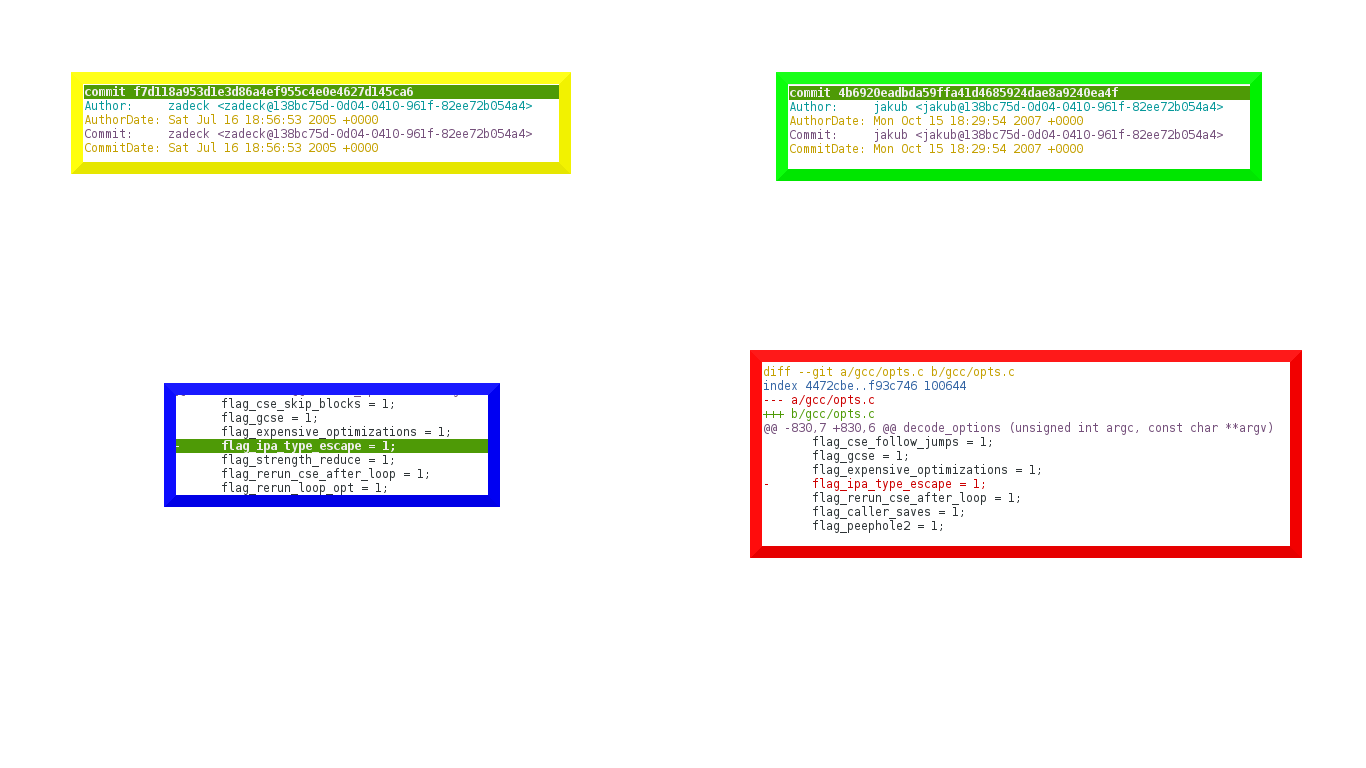 commit f7d118a953d1e3d86a4ef955c4e0e4627d145ca6
Author:     zadeck <zadeck@138bc75d-0d04-0410-961f-82ee72b054a4>
AuthorDate: Sat Jul 16 18:56:53 2005 +0000
Commit:     zadeck <zadeck@138bc75d-0d04-0410-961f-82ee72b054a4>
CommitDate: Sat Jul 16 18:56:53 2005 +0000
commit 4b6920eadbda59ffa41d4685924dae8a9240ea4f
Author:     jakub <jakub@138bc75d-0d04-0410-961f-82ee72b054a4>
AuthorDate: Mon Oct 15 18:29:54 2007 +0000
Commit:     jakub <jakub@138bc75d-0d04-0410-961f-82ee72b054a4>
CommitDate: Mon Oct 15 18:29:54 2007 +0000
flag_cse_skip_blocks = 1;
flag_gcse = 1;
flag_expensive_optimizations = 1;
-      flag_ipa_type_escape = 1;
flag_strength_reduce = 1;
flag_rerun_cse_after_loop = 1;
flag_rerun_loop_opt = 1;
diff --git a/gcc/opts.c b/gcc/opts.c
index 4472cbe..f93c746 100644
--- a/gcc/opts.c
+++ b/gcc/opts.c
@@ -830,7 +830,6 @@ decode_options (unsigned int argc, const char **argv)
flag_cse_follow_jumps = 1;
flag_gcse = 1;
flag_expensive_optimizations = 1;
-      flag_ipa_type_escape = 1;
flag_rerun_cse_after_loop = 1;
flag_caller_saves = 1;
flag_peephole2 = 1;